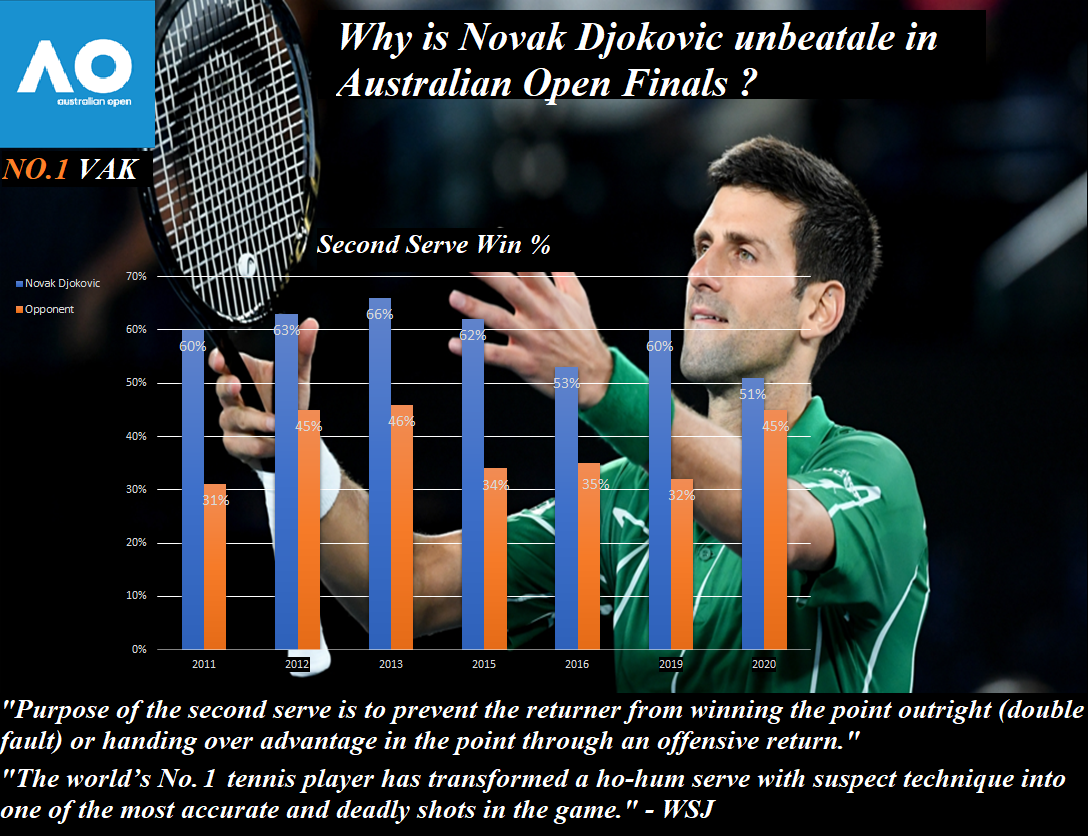 AO
australian open
Why is Novak Djokovic unbeatale in
Australian Open Finals ?
NO.1 VAK
Second Serve Win %
Novak Djokovic
Opponent
70%
60%
50%
40%
30%
20%
10%
0%
60%
31%
63%
45%
66%
46%
62%
34%
53%
35%
60%
32%
51%
45%
2011 2012 2013 2015 2016 2019 2020
"Purpose of the second serve is to prevent the returner from winning the point outright (double
fault) or handing over advantage in the point through an offensive return."
"The world’s No. 1 tennis player has transformed a ho-hum serve with suspect technique into
one of the most accurate and deadly shots in the game." - WSJ